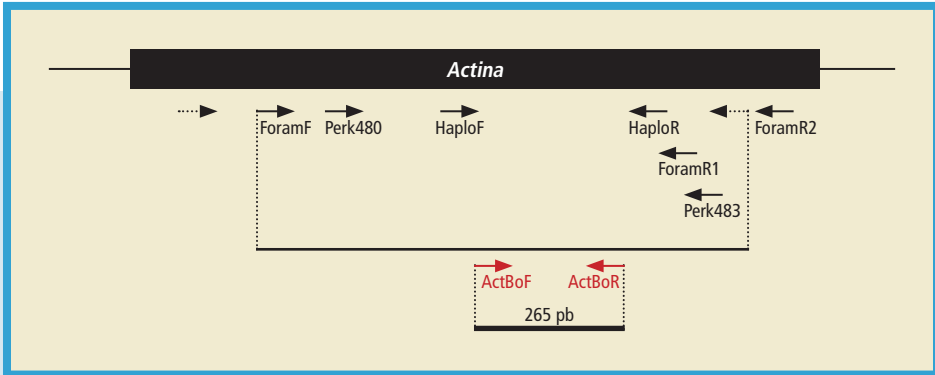 Actina
ForamF Perk480 HaploF HaploR ForamR2
ForamR1
Perk483
ActBoF ActBoR
265 pb